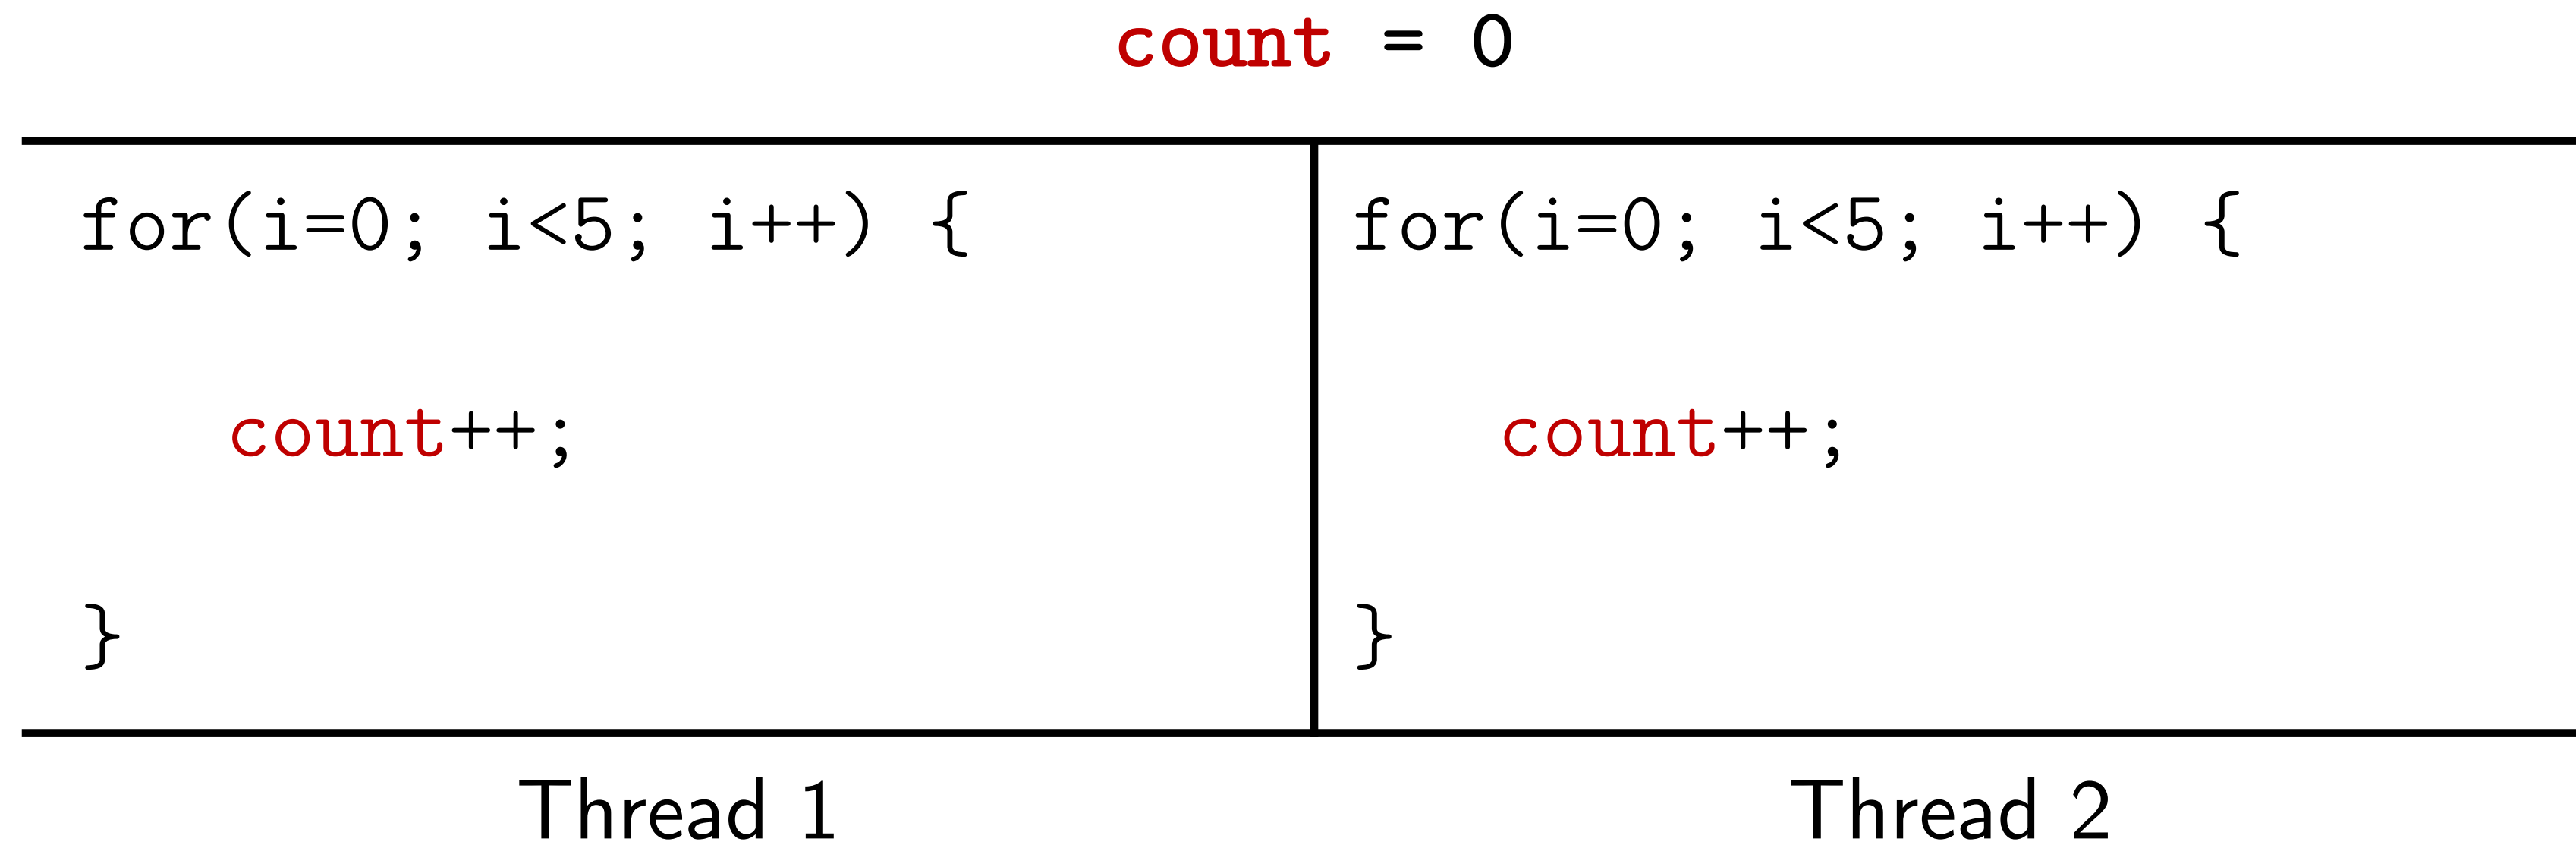 count = 0
for(i=0; i<5; i++) {
count++;
}
for(i=0; i<5; i++) {
count++;
}
Thread 1
Thread 2